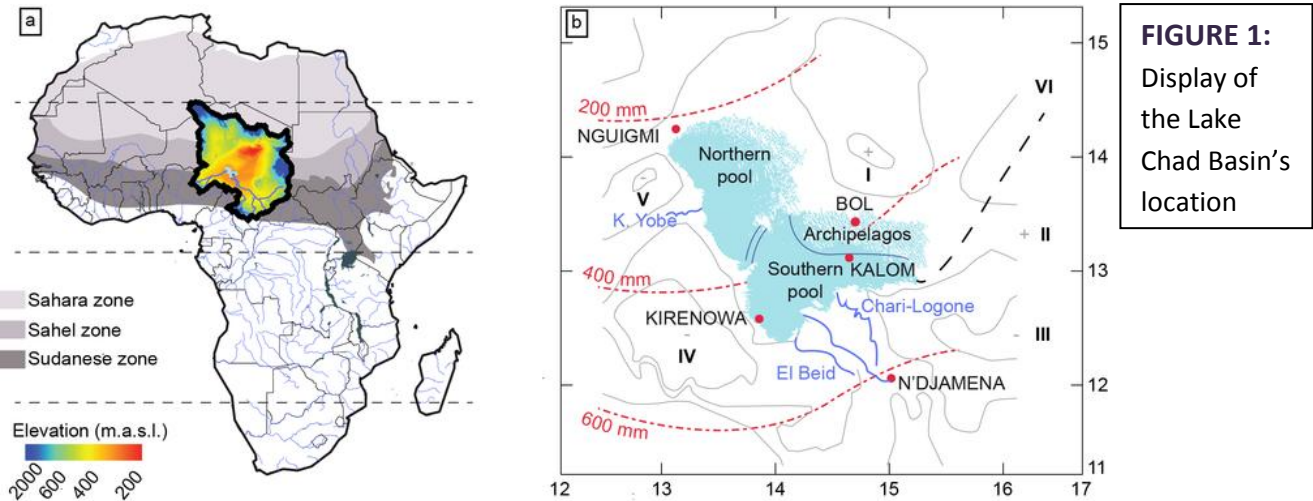 a
Sahara zone
Sahel zone
Sudanese zone
Elevation (m.a.s.l.)
2000
600
400
200
b
15
14
13
12
11
12
13
14
15
16
17
200 mm
NGUIGMI
Northern
pool
V
K. Yobe
I
+
BOL
Archipelagos
VI
+ II
400 mm
Southern
pool
KALOM
KIRENOWA
-
IV
Chari-Logone
- III
El Beid
N'DJAMENA
600 mm
FIGURE 1:
Display of
the Lake
Chad Basin's
location